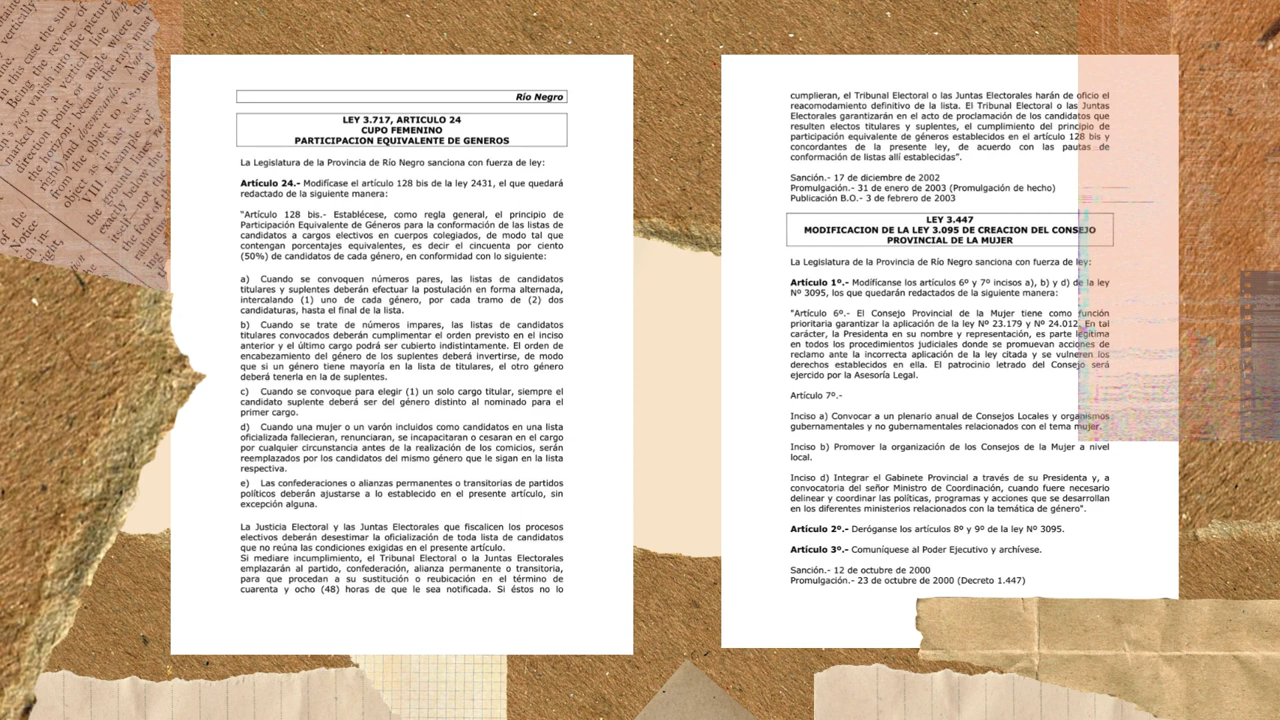 Río Negro
LEY 3.717, ARTICULO 24
CUPO FEMENINO
PARTICIPACION EQUIVALENTE DE GENEROS
La Legislatura de la Provincia de Río Negro sanciona con fuerza de ley:
Artículo 24.- Modifícase el artículo 128 bis de la ley 2431, el que quedará
redactado de la siguiente manera:
"Artículo 128 bis.- Establécese, como regla general, el principio de
Participación Equivalente de Géneros para la conformación de las listas de
candidatos a cargos electivos en cuerpos colegiados, de modo tal que
contengan porcentajes equivalentes, es decir el cincuenta por ciento
(50%) de candidatos de cada género, en conformidad con lo siguiente:
a) Cuando se convoquen números pares, las listas de candidatos
titulares y suplentes deberán efectuar la postulación en forma alternada,
intercalando (1) uno de cada género, por cada tramo de (2) dos
candidaturas, hasta el final de la lista.
b) Cuando se trate de números impares, las listas de candidatos
titulares convocados deberán cumplimentar el orden previsto en el inciso
anterior y el último cargo podrá ser cubierto indistintamente. El orden de
encabezamiento del género de los suplentes deberá invertirse, de modo
que si un género tiene mayoría en la lista de titulares, el otro género
deberá tenerla en la de suplentes.
c) Cuando se convoque para elegir (1) un solo cargo titular, siempre el
candidato suplente deberá ser del género distinto al nominado para el
primer cargo.
d) Cuando una mujer o un varón incluidos como candidatos en una lista
oficializada fallecieran, renunciaran, se incapacitaran o cesaran en el cargo
por cualquier circunstancia antes de la realización de los comicios, serán
reemplazados por los candidatos del mismo género que le sigan en la lista
respectiva.
e) Las confederaciones o alianzas permanentes o transitorias de partidos
políticos deberán ajustarse a lo establecido en el presente artículo, sin
excepción alguna.
La Justicia Electoral y las Juntas Electorales que fiscalicen los procesos
electivos deberán desestimar la oficialización de toda lista de candidatos
que no reúna las condiciones exigidas en el presente artículo.
Si mediare incumplimiento, el Tribunal Electoral o la Juntas Electorales
emplazarán al partido, confederación, alianza permanente o transitoria,
para que procedan a su sustitución o reubicación en el término de
cuarenta y ocho (48) horas de que le sea notificada. Si éstos no lo
cumplieran, el Tribunal Electoral o las Juntas Electorales harán de oficio el
reacomodamiento definitivo de la lista. El Tribunal Electoral o las Juntas
Electorales garantizarán en el acto de proclamación de los candidatos que
resulten electos titulares y suplentes, el cumplimiento del principio de
participación equivalente de géneros establecidos en el artículo 128 bis y
concordantes de la presente ley, de acuerdo con las pautas de
conformación de listas allí establecidas".
Sanción.- 17 de diciembre de 2002
Promulgación.- 31 de enero de 2003 (Promulgación de hecho)
Publicación B.O.- 3 de febrero de 2003
LEY 3.447
MODIFICACION DE LA LEY 3.095 DE CREACION DEL CONSEJO
PROVINCIAL DE LA MUJER
La Legislatura de la Provincia de Río Negro sanciona con fuerza de ley:
Artículo 1º.- Modifícanse los artículos 6º y 7º incisos a), b) y d) de la ley
Nº 3095, los que quedarán redactados de la siguiente manera:
"Artículo 6º.- El Consejo Provincial de la Mujer tiene como función
prioritaria garantizar la aplicación de la ley Nº 23.179 y Nº 24.012. En tal
carácter, la Presidenta en su nombre y representación, es parte legítima
en todos los procedimientos judiciales donde se promuevan acciones de
reclamo ante la incorrecta aplicación de la ley citada y se vulneren los
derechos establecidos en ella. El patrocinio letrado del Consejo será
ejercido por la Asesoría Legal.
Artículo 7º.-
Inciso a) Convocar a un plenario anual de Consejos Locales y organismos
gubernamentales y no gubernamentales relacionados con el tema mujer.
Inciso b) Promover la organización de los Consejos de la Mujer a nivel
local.
Inciso d) Integrar el Gabinete Provincial a través de su Presidenta y, a
convocatoria del señor Ministro de Coordinación, cuando fuere necesario
delinear y coordinar las políticas, programas y acciones que se desarrollan
en los diferentes ministerios relacionados con la temática de género".
Artículo 2º.- Deróganse los artículos 8º y 9º de la ley Nº 3095.
Artículo 3º.- Comuníquese al Poder Ejecutivo y archívese.
Sanción.- 12 de octubre de 2000
Promulgación.- 23 de octubre de 2000 (Decreto 1.447)